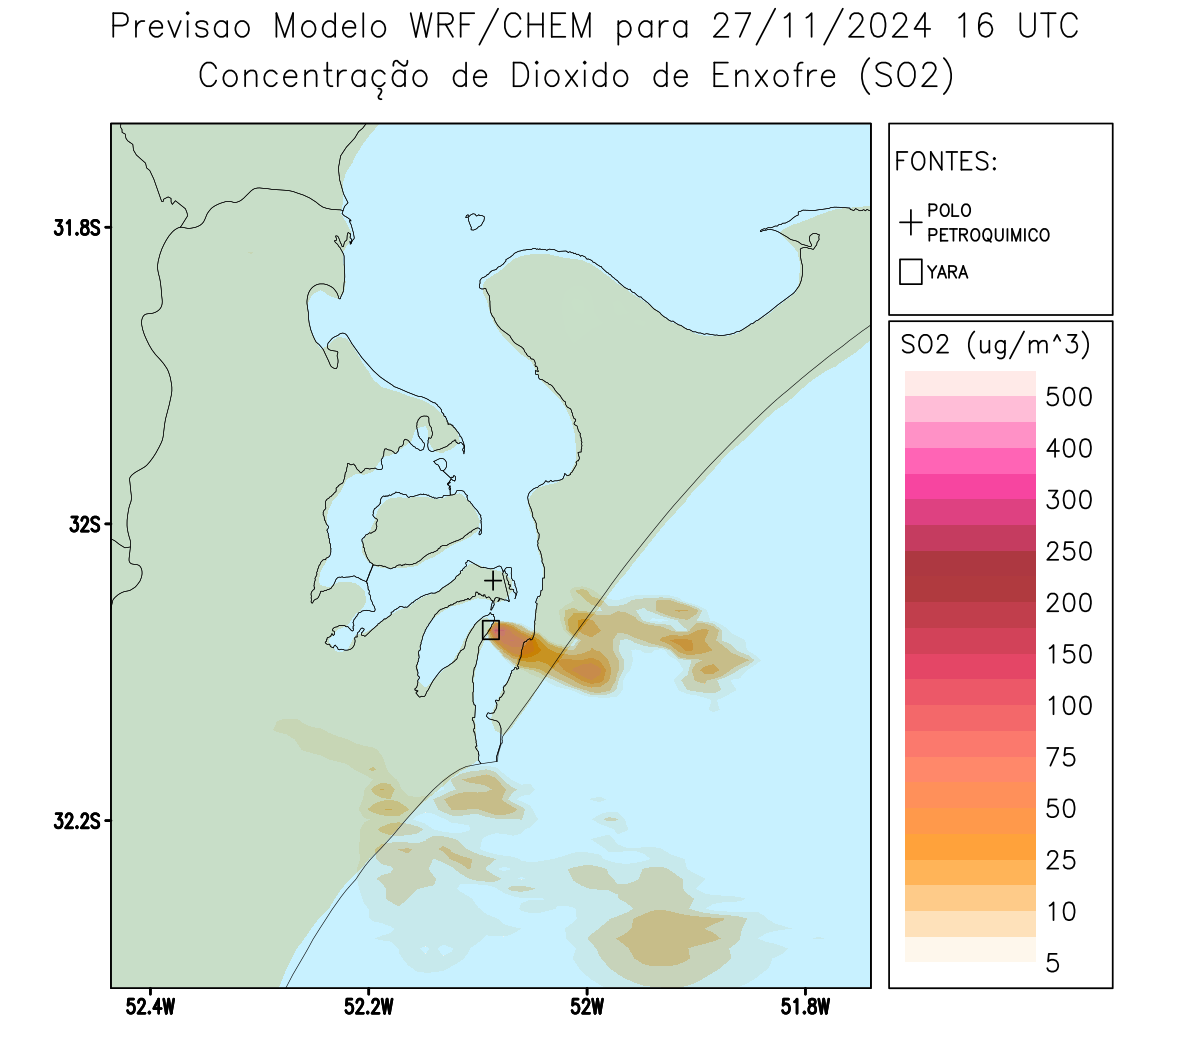 Previsao Modelo WRF/CHEM para 27/11/2024 16 UTC
Concentração de Dioxido de Enxofre (SO2)
FONTES:
POLO
PETROQUIMICO
YARA
SO2 (ug/m^3)
500
400
300
250
200
150
100
75
50
25
10
5
31.8S
32S
32.2S
52.4W
52.2W
52W
51.8W